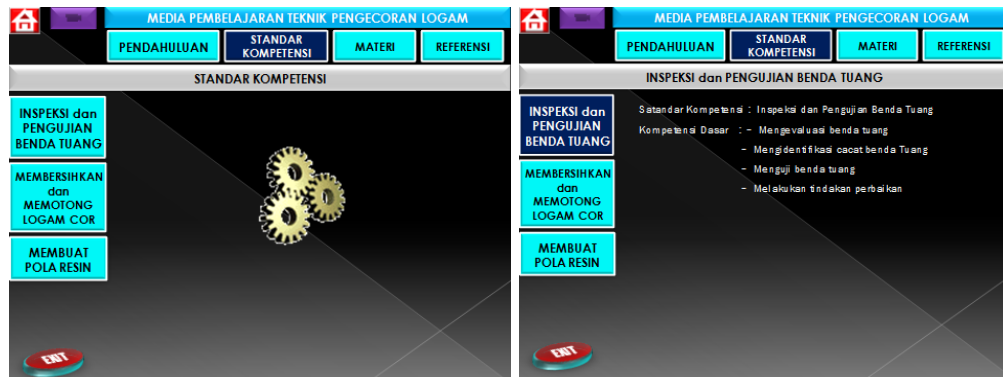 MEDIA PEMBELAJARAN TEKNIK PENGECORAN LOGAM
PENDAHULUAN
STANDAR
KOMPETENSI
MATERI
REFERENSI
STANDAR KOMPETENSI
INSPEKSI dan
PENGUJIAN
BENDA TUANG
MEMBERSIHKAN
dan
MEMOTONG
LOGAM COR
MEMBUAT
POLA RESIN
EXIT
MEDIA PEMBELAJARAN TEKNIK PENGECORAN LOGAM
PENDAHULUAN
STANDAR
KOMPETENSI
MATERI
REFERENSI
INSPEKSI dan PENGUJIAN BENDA TUANG
INSPEKSI dan
PENGUJIAN
BENDA TUANG
MEMBERSIHKAN
dan
MEMOTONG
LOGAM COR
MEMBUAT
POLA RESIN
Satandar Kompetensi : Inspeksi dan Pengujian Benda Tuang
Kompetensi Dasar : - Mengevaluasi benda tuang
- Mengidentifikasi cacat benda Tuang
- Menguji benda tuang
- Melakukan tindakan perbaikan
EXIT